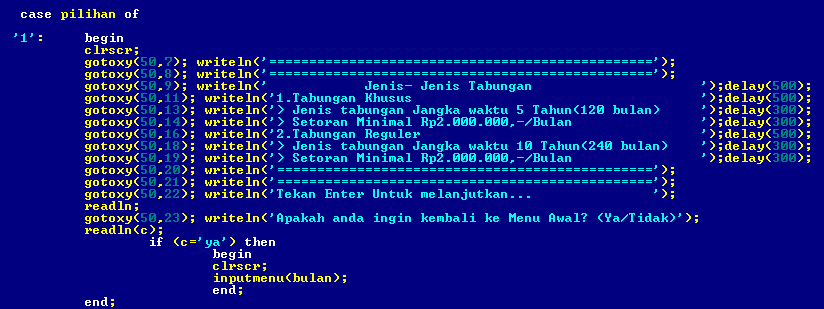 case pilihan of
'1': begin
clrscr;
gotoxy(50,7); writeln('================================================');
gotoxy(50,8); writeln('================================================');
gotoxy(50,9); writeln('            Jenis- Jenis Tabungan                     ');delay(500);
gotoxy(50,11); writeln('1.Tabungan Khusus                                    ');delay(500);
gotoxy(50,13); writeln('> Jenis tabungan Jangka waktu 5 Tahun(120 bulan)     ');delay(300);
gotoxy(50,14); writeln('> Setoran Minimal Rp2.000.000,-/Bulan                ');delay(300);
gotoxy(50,16); writeln('2.Tabungan Reguler                                   ');delay(500);
gotoxy(50,18); writeln('> Jenis tabungan Jangka waktu 10 Tahun(240 bulan)    ');delay(300);
gotoxy(50,19); writeln('> Setoran Minimal Rp2.000.000,-/Bulan                ');delay(300);
gotoxy(50,20); writeln('===============================================');
gotoxy(50,21); writeln('===============================================');
gotoxy(50,22); writeln('Tekan Enter Untuk melanjutkan...               ');
readln;
gotoxy(50,23); writeln('Apakah anda ingin kembali ke Menu Awal? (Ya/Tidak)');
readln(c);
if (c='ya') then
begin
clrscr;
inputmenu(bulan);
end;
end;